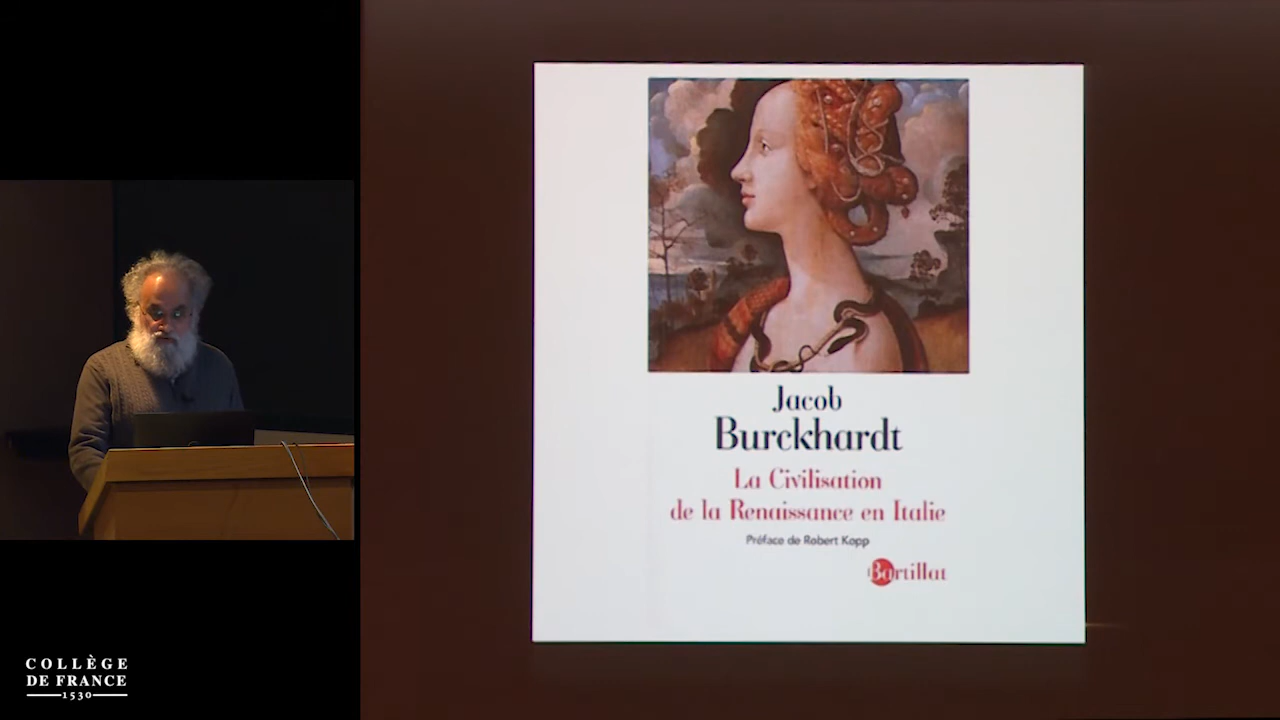 Jacob
Burckhardt
La Civilisation
de la Renaissance en Italie
Préface de Robert Kopp
Bartillat
COLLÈGE
DE FRANCE
1530